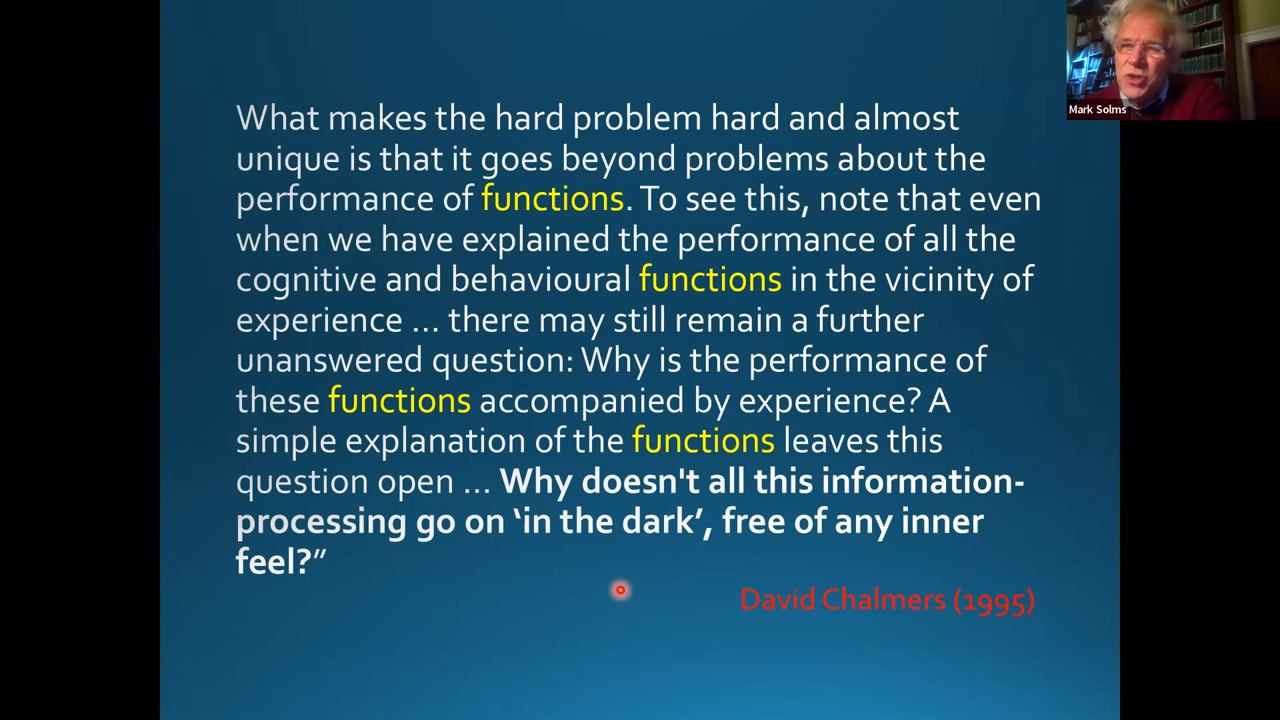 What makes the hard problem hard and almost
unique is that it goes beyond problems about the
performance of functions. To see this, note that even
when we have explained the performance of all the
cognitive and behavioural functions in the vicinity of
experience ... there may still remain a further
unanswered question: Why is the performance of
these functions accompanied by experience? A
simple explanation of the functions leaves this
question open ... Why doesn't all this information-
processing go on ‘in the dark’, free of any inner
feel?”
David Chalmers (1995)
Mark Solms